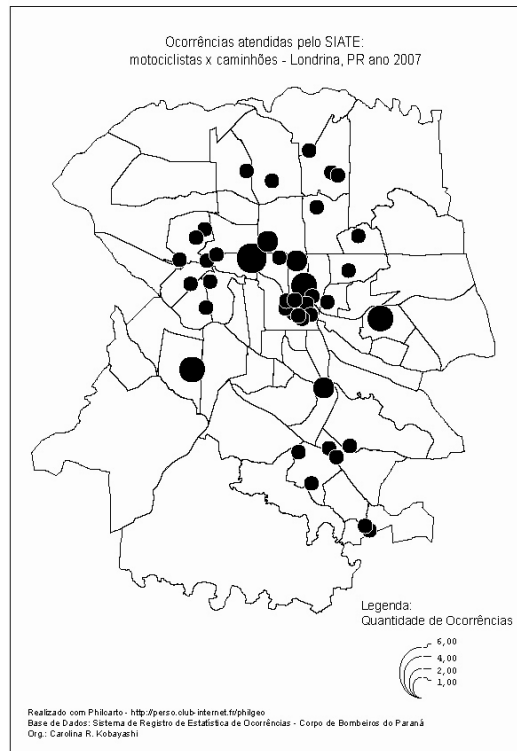 Ocorrências atendidas pelo SIATE:
motociclistas x caminhões - Londrina, PR ano 2007
Legenda:
Quantidade de Ocorrências
6,00
4,00
2,00
1,00
Realizado com Philcarto - http://perso.club-internet.fr/philgeo
Base de Dados: Sistema de Registro de Estatística de Ocorrências - Corpo de Bombeiros do Paraná
Org.: Carolina R. Kobayashi